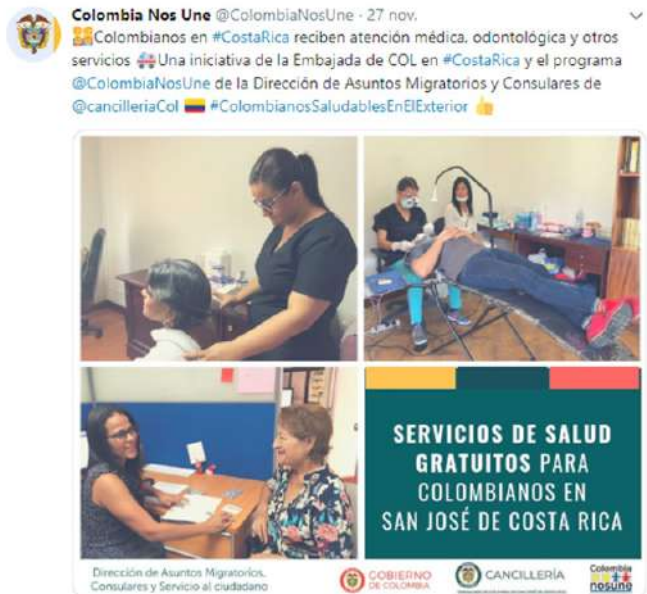 Colombia Nos Une @ColombiaNosUne · 27 nov.
Colombianos en #CostaRica reciben atención médica, odontológica y otros
servicios Una iniciativa de la Embajada de COL en #CostaRica y el programa
@ColombiaNosUne de la Dirección de Asuntos Migratorios y Consulares de
@cancilleriaCol #ColombianosSaludablesEnElExterior
SERVICIOS DE SALUD
GRATUITOS PARA
COLOMBIANOS EN
SAN JOSÉ DE COSTA RICA
Dirección de Asuntos Migratorios,
Consulares y Servicio al ciudadano
GOBIERNO
DE COLOMBIA
CANCILLERÍA
Colombia
nosune